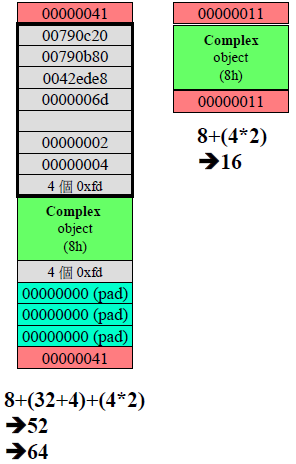 00000041
00790c20
00790b80
0042ede8
0000006d
00000002
00000004
4 個 0xfd
Complex
object
(8h)
4 個 0xfd
00000000 (pad)
00000000 (pad)
00000000 (pad)
00000041
8+(32+4)+(4*2)
➔52
➔64
00000011
Complex
object
(8h)
00000011
8+(4*2)
➔16